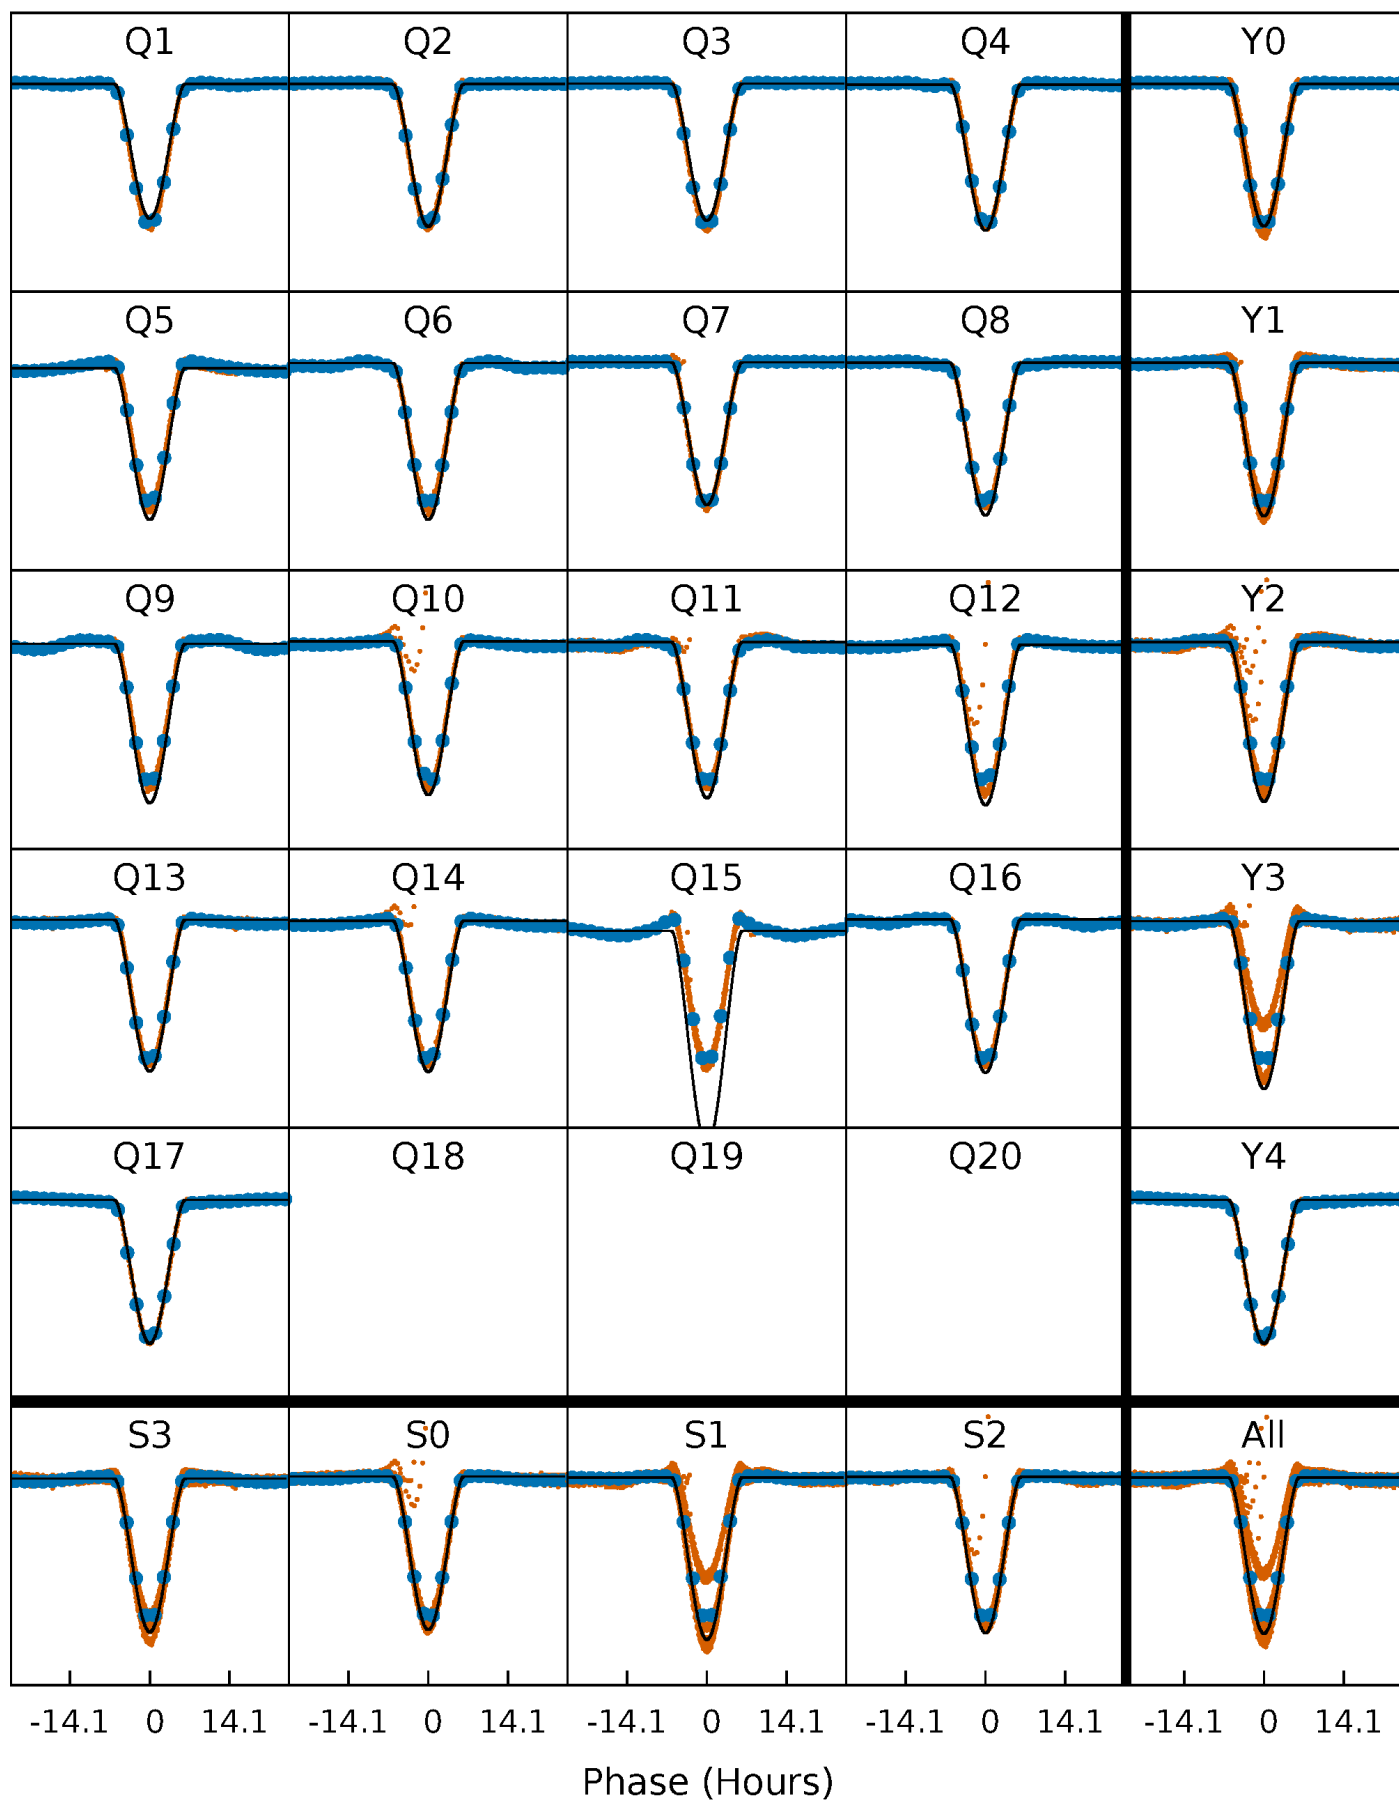 Q1 Q2 Q3 Q4 Y0
Q5 Q6 Q7 Q8 Y1
Q9 Q10 Q11 Q12 Y2
Q13 Q14 Q15 Q16 Y3
Q17 Q18 Q19 Q20 Y4
S3 S0 S1 S2 All
-14.1 0 14.1 -14.1 0 14.1 -14.1 0 14.1 -14.1 0 14.1 -14.1 0 14.1
Phase (Hours)